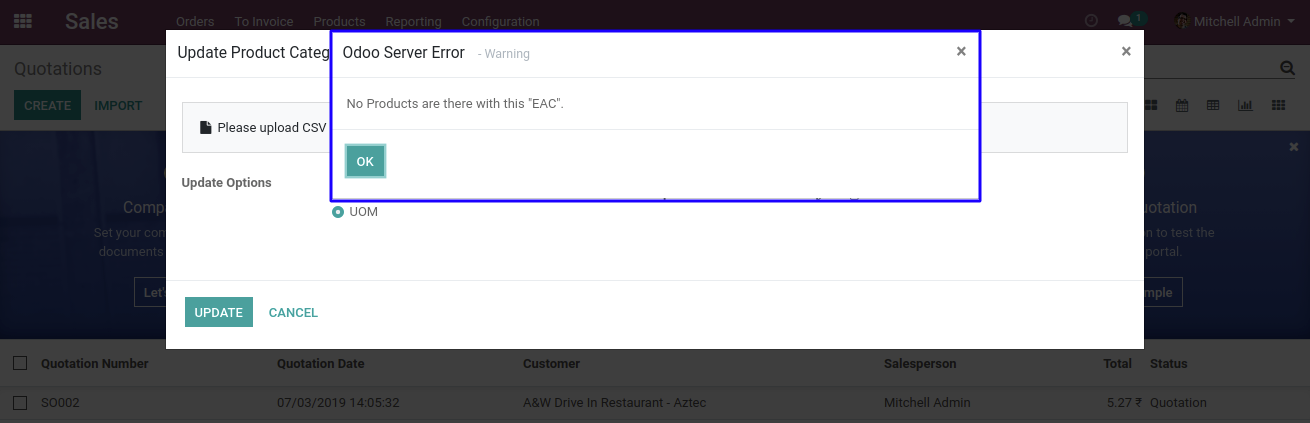 Sales Orders To Invoice Products Reporting Configuration 1 Mitchell Admin
Quotations
CREATE IMPORT
Update Product Categ
Odoo Server Error - Warning × ×
No Products are there with this "EAC".
OK
Please upload CSV
Update Options
UOM
UPDATE CANCEL
Comp
Set your com
documents
Let's
uotation
n to test the
portal.
mple
Quotation Number Quotation Date Customer Salesperson Total Status
SO002 07/03/2019 14:05:32 A&W Drive In Restaurant - Aztec Mitchell Admin 5.27 ₹ Quotation